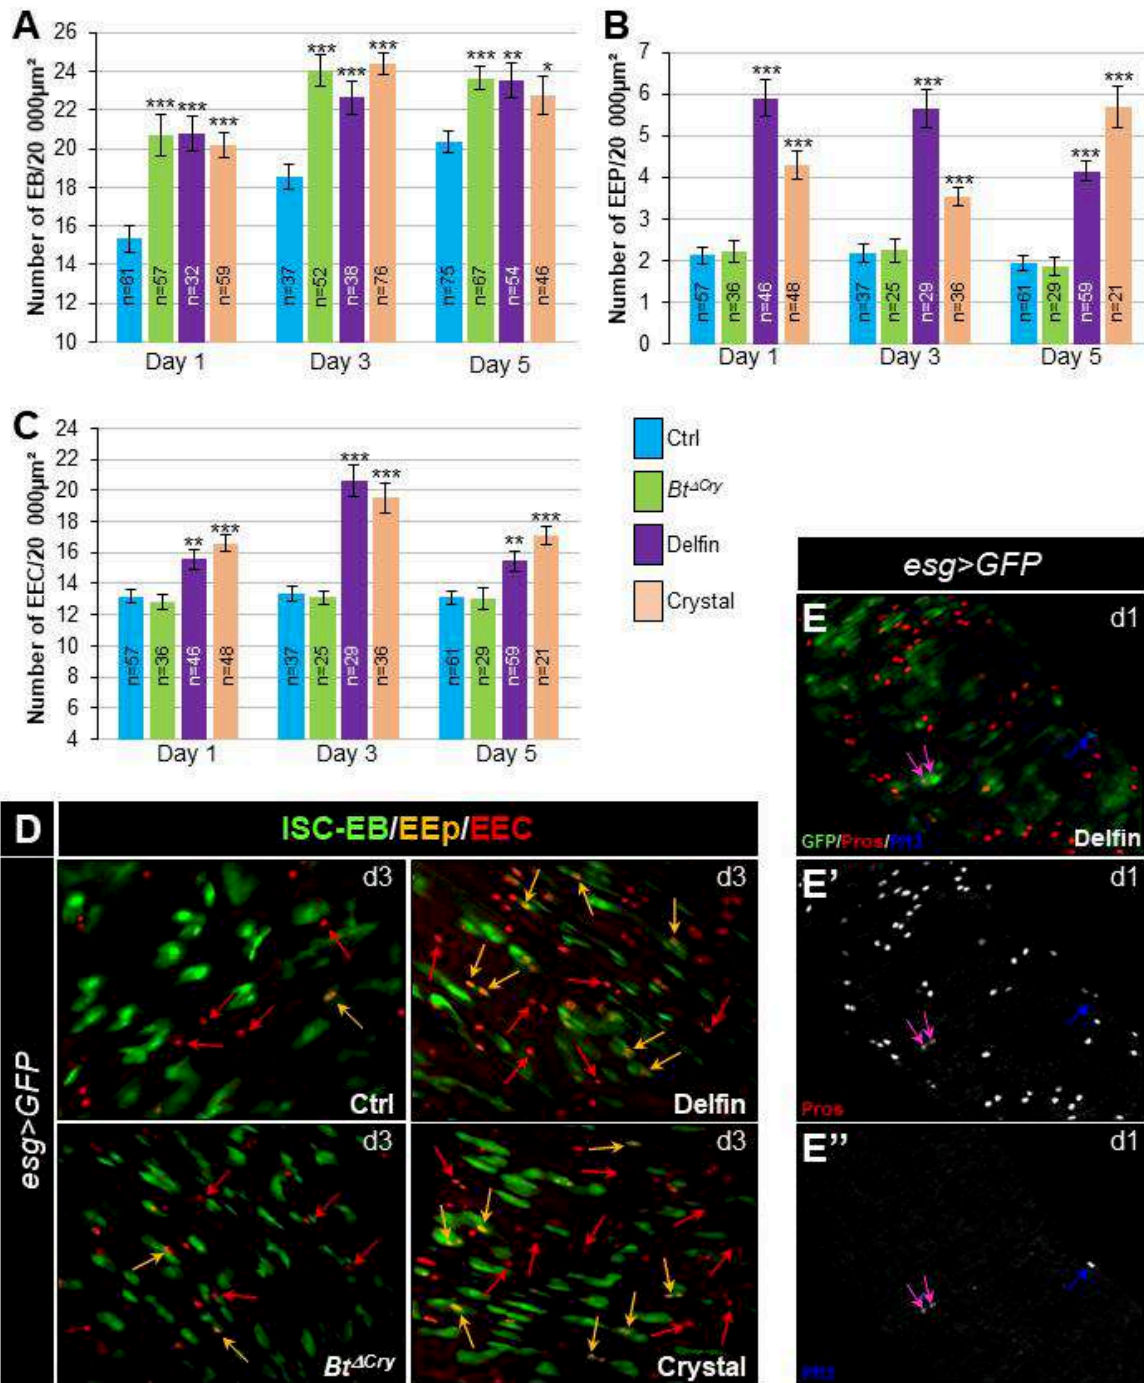 A
Number of EB/20 000µm²
26
24
22
20
18
16
14
12
10
*** *** ***
*** *** ***
*** ** *
n=61 n=57 n=32 n=59
n=37 n=52 n=38 n=76
n=75 n=67 n=54 n=46
Day 1 Day 3 Day 5
B
Number of EEP/20 000µm²
7
6
5
4
3
2
1
0
*** ***
*** ***
*** ***
n=57 n=36 n=46 n=48
n=37 n=25 n=29 n=36
n=61 n=29 n=59 n=21
Day 1 Day 3 Day 5
C
Number of EEC/20 000µm²
24
22
20
18
16
14
12
10
8
6
4
** ***
*** ***
** ***
n=57 n=36 n=46 n=48
n=37 n=25 n=29 n=36
n=61 n=29 n=59 n=21
Day 1 Day 3 Day 5
Ctrl
BtΔCry
Delfin
Crystal
D
ISC-EB/EEp/EEC
esg>GFP
d3
Ctrl
d3
Delfin
d3
BtΔCry
d3
Crystal
esg>GFP
E
d1
GFP/Pros/
Delfin
E'
d1
Pros
E''
d1